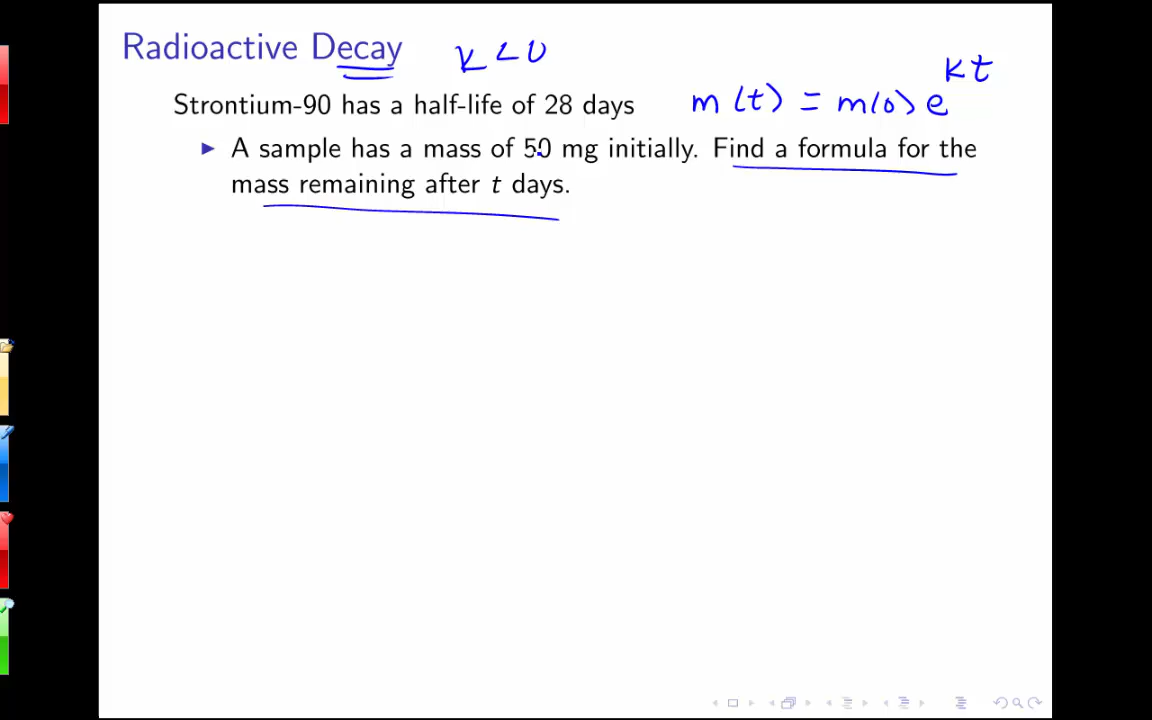 Radioactive Decay k < 0
Strontium-90 has a half-life of 28 days m(t) = m(0) e^{kt}
▶ A sample has a mass of 50 mg initially. Find a formula for the
mass remaining after t days.